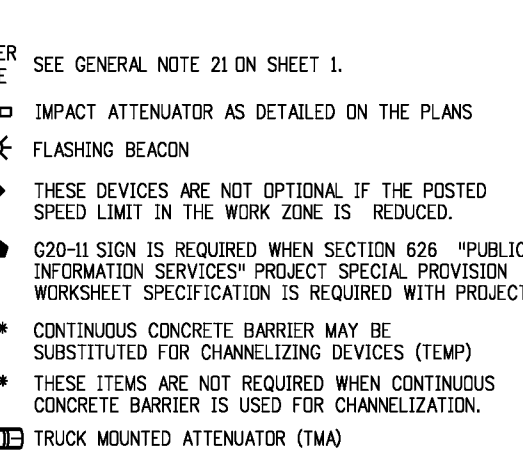 ER
E SEE GENERAL NOTE 21 ON SHEET 1.
IMPACT ATTENUATOR AS DETAILED ON THE PLANS
FLASHING BEACON
THESE DEVICES ARE NOT OPTIONAL IF THE POSTED
SPEED LIMIT IN THE WORK ZONE IS REDUCED.
G20-11 SIGN IS REQUIRED WHEN SECTION 626 "PUBLIC
INFORMATION SERVICES" PROJECT SPECIAL PROVISION
WORKSHEET SPECIFICATION IS REQUIRED WITH PROJECT
* CONTINUOUS CONCRETE BARRIER MAY BE
SUBSTITUTED FOR CHANNELIZING DEVICES (TEMP)
* THESE ITEMS ARE NOT REQUIRED WHEN CONTINUOUS
CONCRETE BARRIER IS USED FOR CHANNELIZATION.
TRUCK MOUNTED ATTENUATOR (TMA)